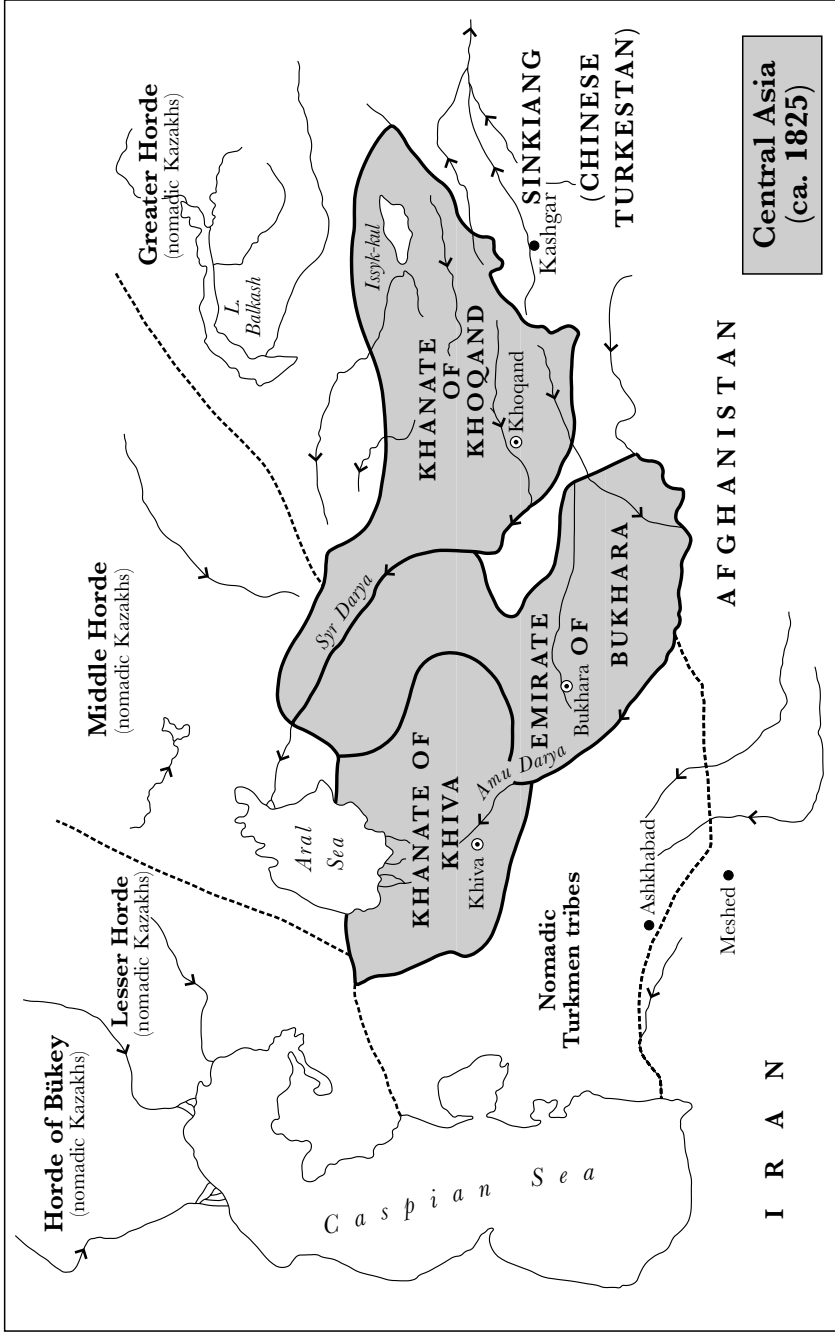 Horde of Bükey
(nomadic Kazakhs)
Lesser Horde
(nomadic Kazakhs)
Middle Horde
(nomadic Kazakhs)
Greater Horde
(nomadic Kazakhs)
L.
Balkash
Issyk-kul
Syr Darya
Aral
Sea
KHANATE OF
KHIVA
Khiva
Amu Darya
KHANATE
OF
KHOQAND
Khoqand
EMIRATE
OF
BUKHARA
Bukhara
SINKIANG
(CHINESE
TURKESTAN)
Kashgar
Caspian Sea
Nomadic
Turkmen tribes
Ashkhabad
Meshed
IRAN
AFGHANISTAN
Central Asia
(ca. 1825)